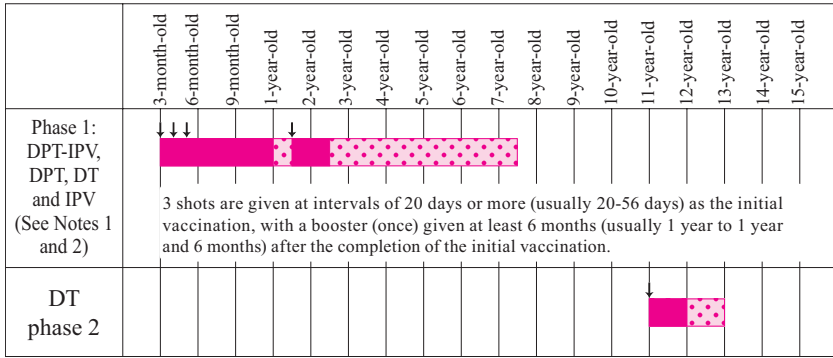 3-month-old
6-month-old
9-month-old
1-year-old
2-year-old
3-year-old
4-year-old
5-year-old
6-year-old
7-year-old
8-year-old
9-year-old
10-year-old
11-year-old
12-year-old
13-year-old
14-year-old
15-year-old
Phase 1:
DPT-IPV,
DPT, DT
and IPV
(See Notes 1
and 2)
3 shots are given at intervals of 20 days or more (usually 20-56 days) as the initial
vaccination, with a booster (once) given at least 6 months (usually 1 year to 1 year
and 6 months) after the completion of the initial vaccination.
DT
phase 2